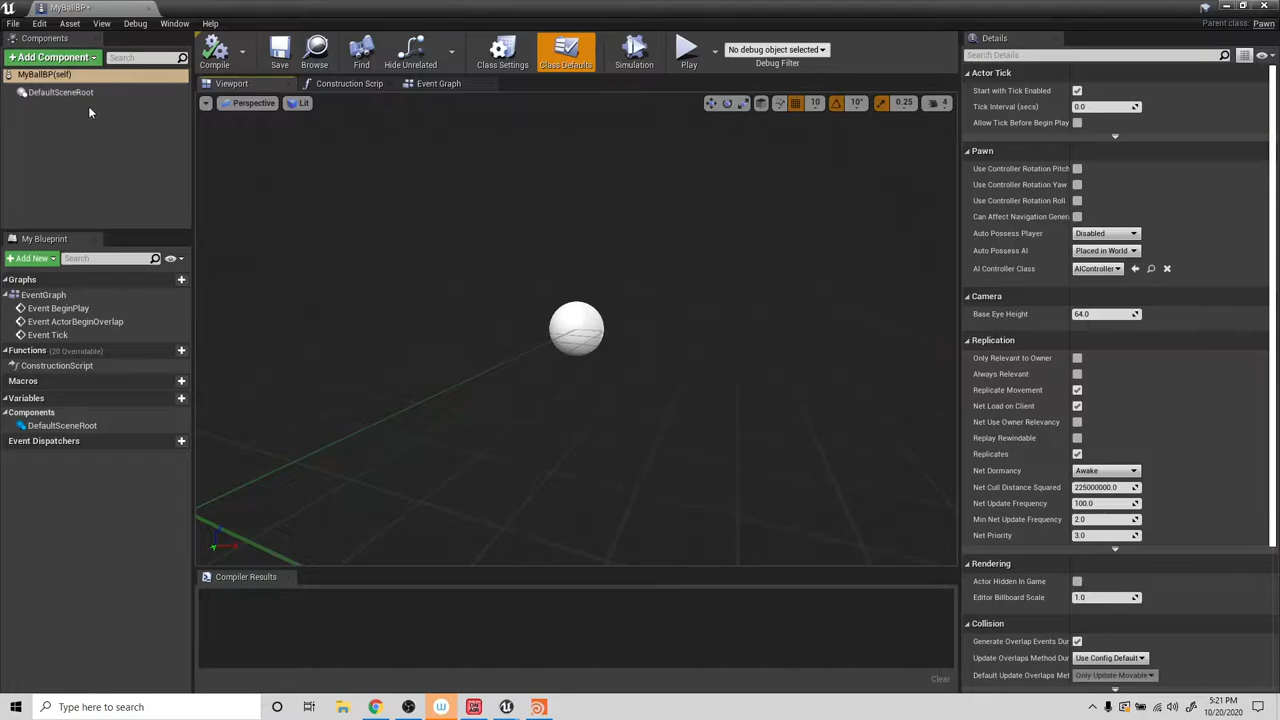 MyBallBP*
File Edit Asset View Debug Window Help
Parent class: Pawn
Components
+ Add Component Search
MyBallBP(self)
DefaultSceneRoot
My Blueprint
+ Add New Search
Graphs
EventGraph
Event BeginPlay
Event ActorBeginOverlap
Event Tick
Functions (20 Overridable)
ConstructionScript
Macros
Variables
Components
DefaultSceneRoot
Event Dispatchers
Compile Save Browse Find Hide Unrelated Class Settings Class Defaults Simulation Play
No debug object selected
Debug Filter
Viewport Construction Scrip Event Graph
Perspective Lit 10 10° 0.25 4
Compiler Results
Clear
Details
Search Details
Actor Tick
Start with Tick Enabled
Tick Interval (secs) 0.0
Allow Tick Before Begin Play
Pawn
Use Controller Rotation Pitch
Use Controller Rotation Yaw
Use Controller Rotation Roll
Can Affect Navigation Genera
Auto Possess Player Disabled
Auto Possess AI Placed in World
AI Controller Class AIController
Camera
Base Eye Height 64.0
Replication
Only Relevant to Owner
Always Relevant
Replicate Movement
Net Load on Client
Net Use Owner Relevancy
Replay Rewindable
Replicates
Net Dormancy Awake
Net Cull Distance Squared 225000000.0
Net Update Frequency 100.0
Min Net Update Frequency 2.0
Net Priority 3.0
Rendering
Actor Hidden In Game
Editor Billboard Scale 1.0
Collision
Generate Overlap Events Dur
Update Overlaps Method Dur Use Config Default
Default Update Overlaps Met Only Update Movable
Type here to search
5:21 PM
10/20/2020